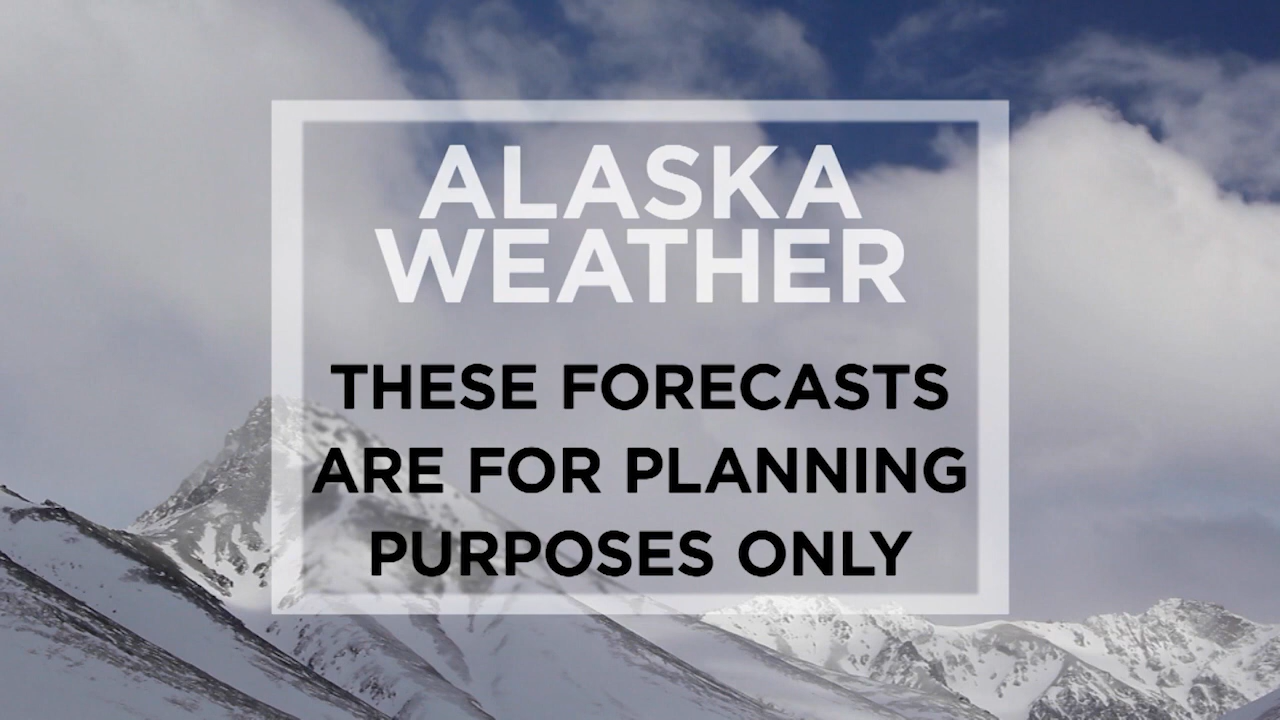 ALASKA
WEATHER
THESE FORECASTS
ARE FOR PLANNING
PURPOSES ONLY